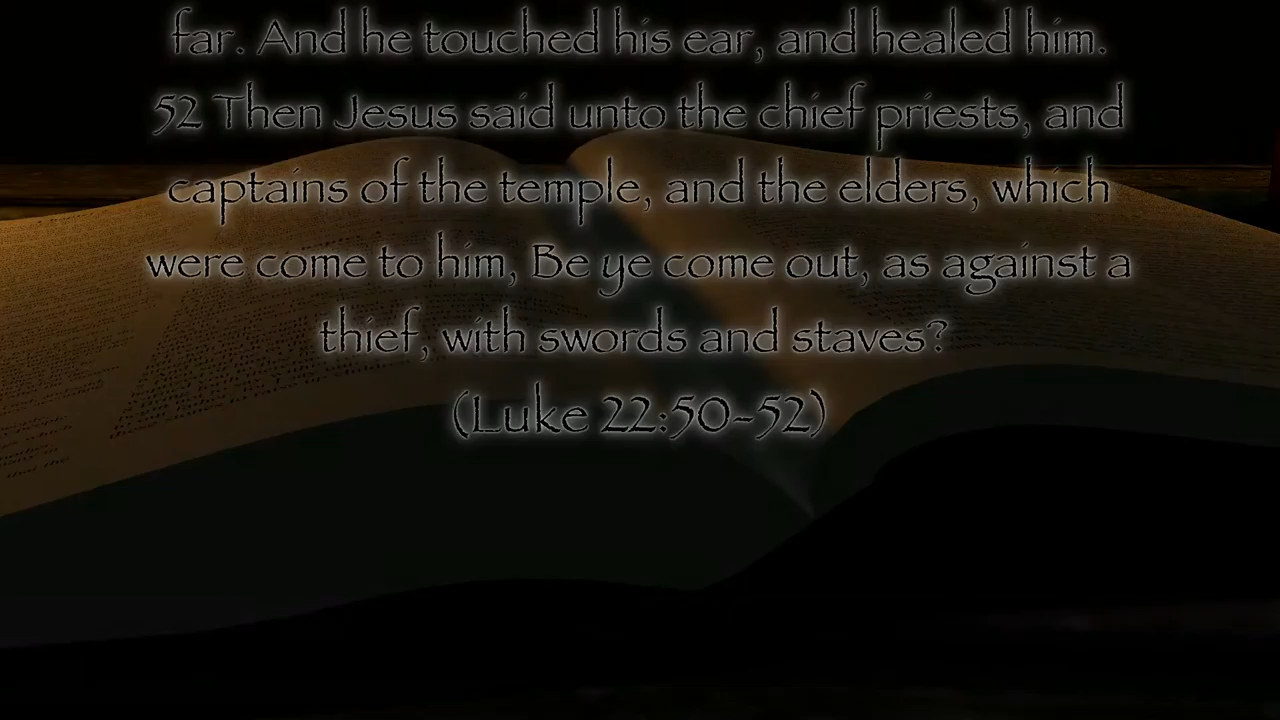 far. And he touched his ear, and healed him.
52 Then Jesus said unto the chief priests, and
captains of the temple, and the elders, which
were come to him, Be ye come out, as against a
thief, with swords and staves?
(Luke 22:50-52)